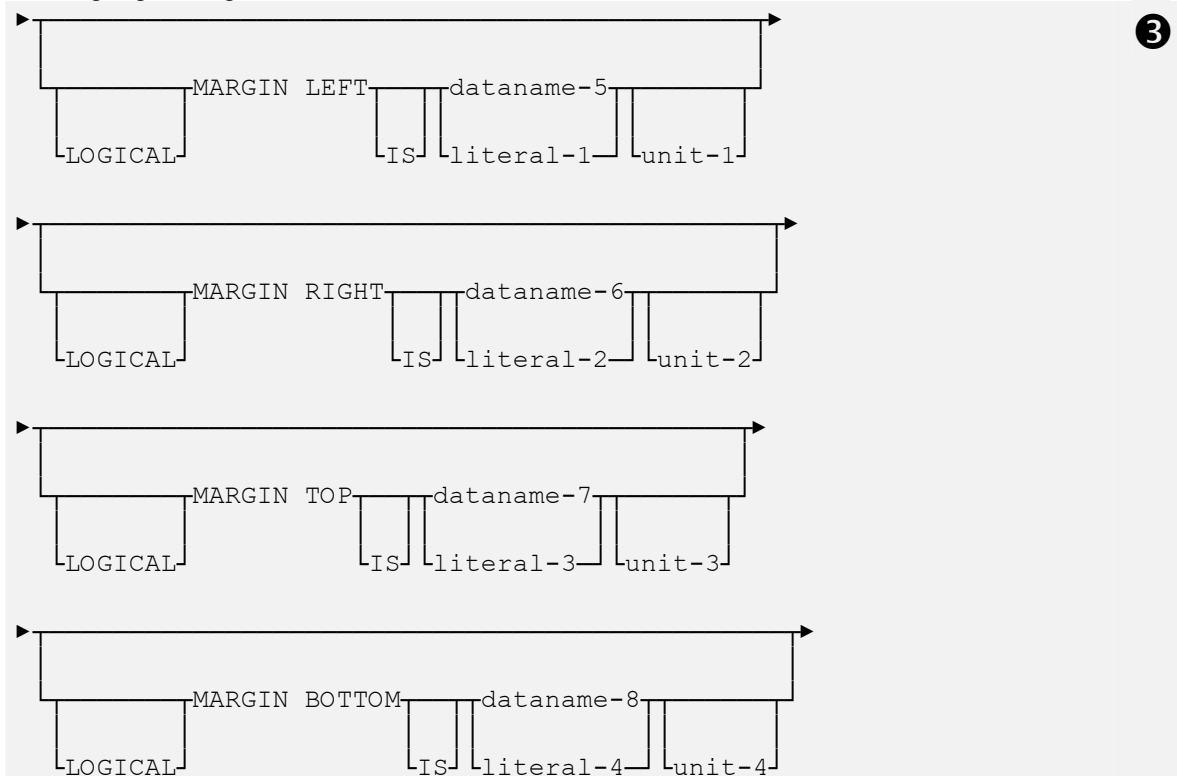 ❸
MARGIN LEFT dataname-5
LOGICAL IS literal-1 unit-1
MARGIN RIGHT dataname-6
LOGICAL IS literal-2 unit-2
MARGIN TOP dataname-7
LOGICAL IS literal-3 unit-3
MARGIN BOTTOM dataname-8
LOGICAL IS literal-4 unit-4